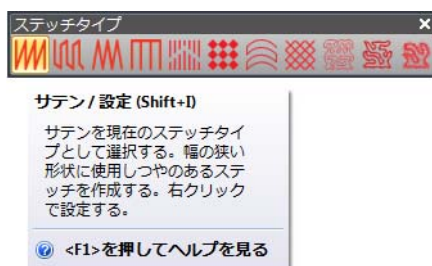 ステッチタイプ
サテン / 設定 (Shift+I)
サテンを現在のステッチタイ
プとして選択する。幅の狭い
形状に使用しつやのあるステ
ッチを作成する。右クリック
で設定する。
<F1>を押してヘルプを見る